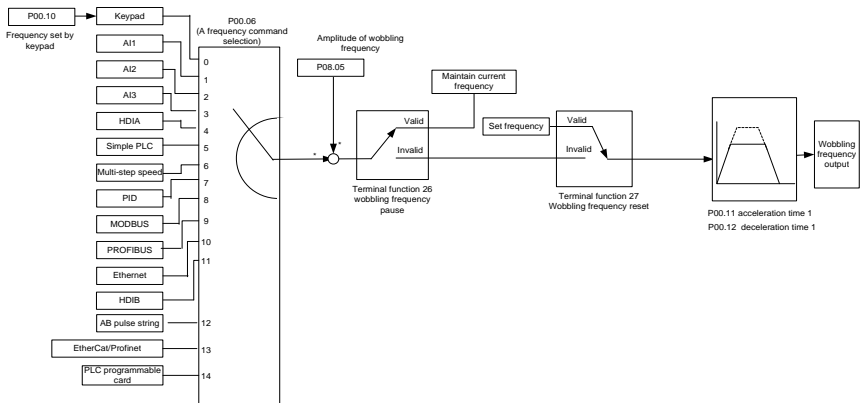 P00.10
Frequency set by
keypad
Keypad
AI1
AI2
AI3
HDIA
Simple PLC
Multi-step speed
PID
MODBUS
PROFIBUS
Ethernet
HDIB
AB pulse string
EtherCat/Profinet
PLC programmable
card
P00.06
(A frequency command
selection)
0
1
2
3
4
5
6
7
8
9
10
11
12
13
14
Amplitude of wobbling
frequency
P08.05
*
*
Valid
Invalid
Terminal function 26
wobbling frequency
pause
Maintain current
frequency
Set frequency
Valid
Invalid
Terminal function 27
Wobbling frequency reset
P00.11 acceleration time 1
P00.12 deceleration time 1
Wobbling
frequency
output